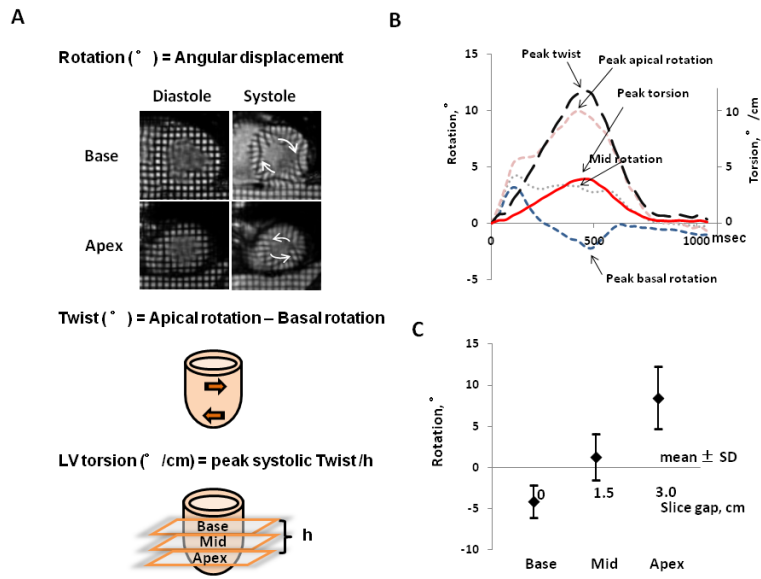 A
Rotation (° ) = Angular displacement
Diastole Systole
Base
Apex
Twist (° ) = Apical rotation – Basal rotation
LV torsion (° /cm) = peak systolic Twist /h
Base
Mid
Apex
h
B
Peak twist
Peak apical rotation
Peak torsion
Mid rotation
Peak basal rotation
Rotation,°
15
10
5
0
-5
0
500
1000
msec
Torsion,° /cm
10
5
0
C
Rotation,°
15
10
5
0
-5
-10
mean ± SD
0
1.5
3.0
Slice gap, cm
Base
Mid
Apex